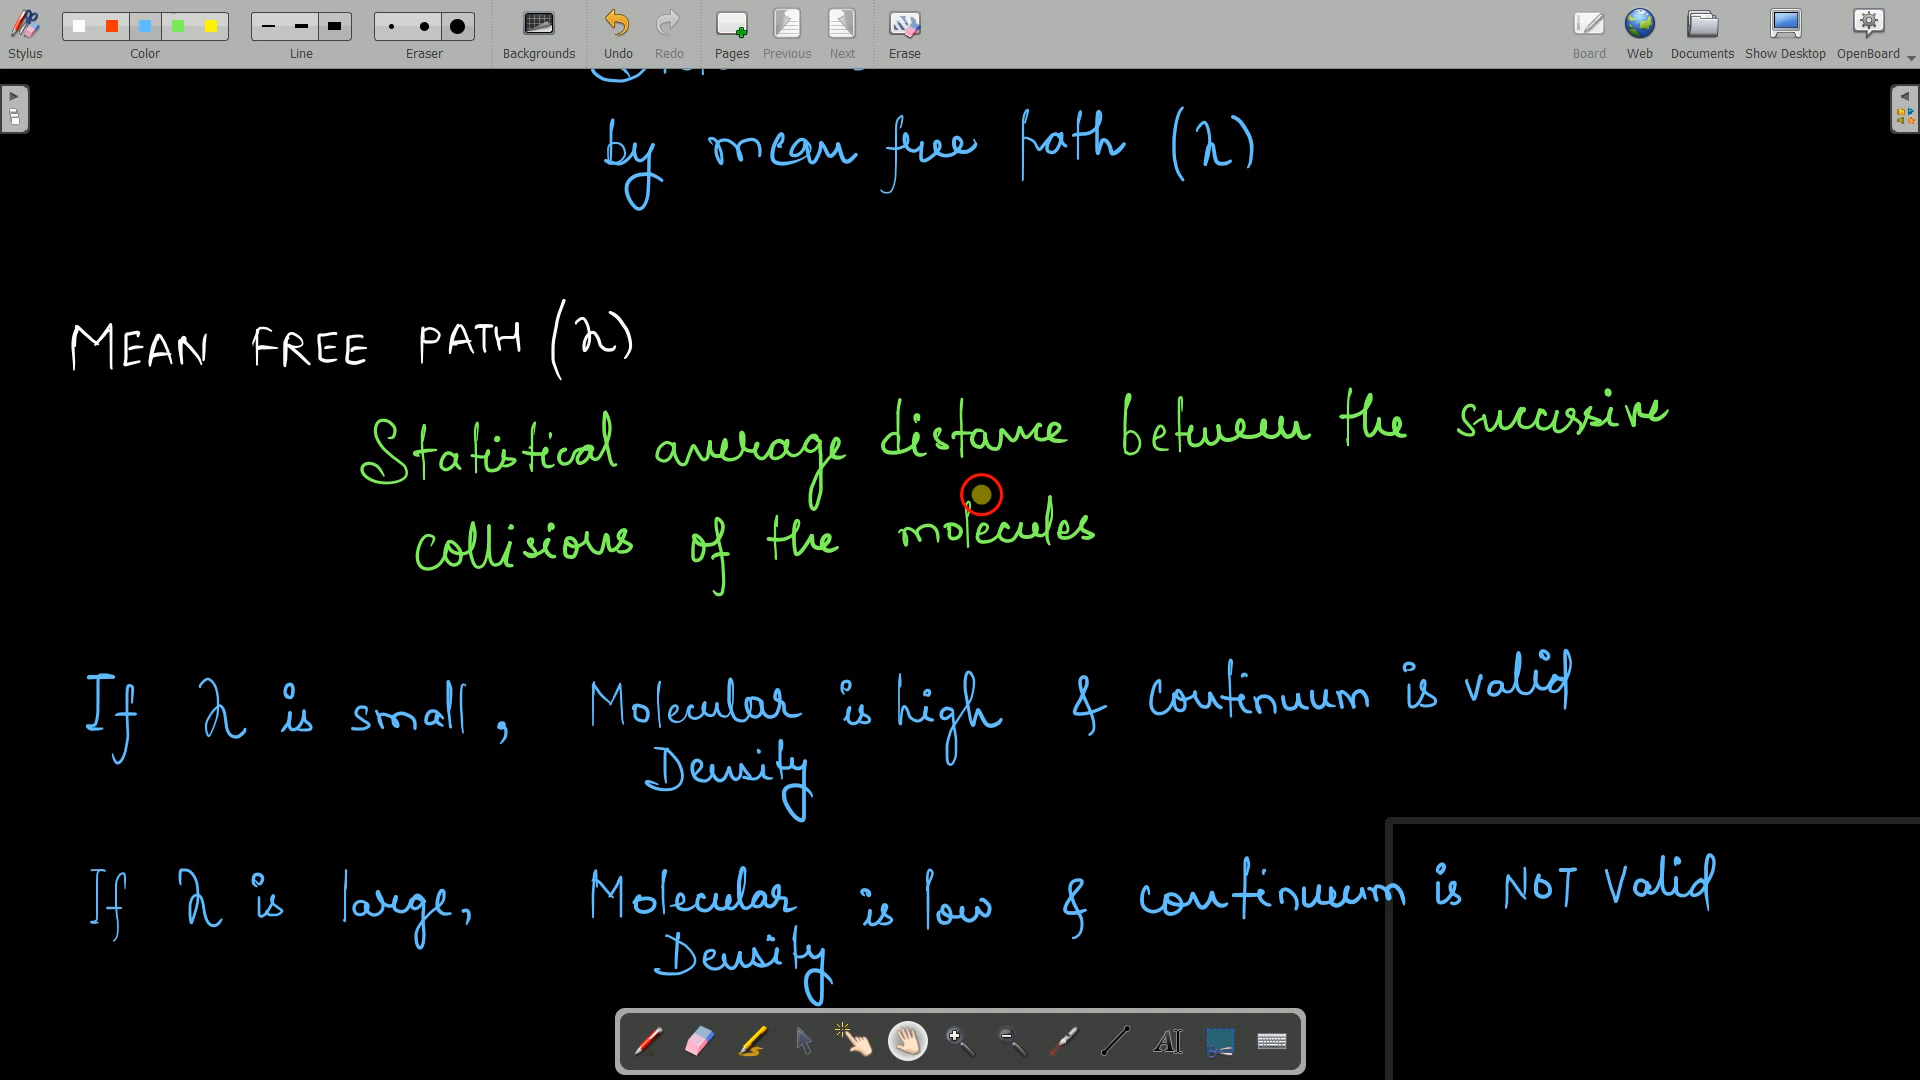 Stylus Color Line Eraser Backgrounds Undo Redo Pages Previous Next Erase Board Web Documents Show Desktop OpenBoard
by mean free path (λ)
MEAN FREE PATH (λ)
Statistical average distance between the successive
collisions of the molecules
If λ is small, Molecular is high & continuum is valid
Density
If λ is large, Molecular is low & continuum is NOT Valid
Density